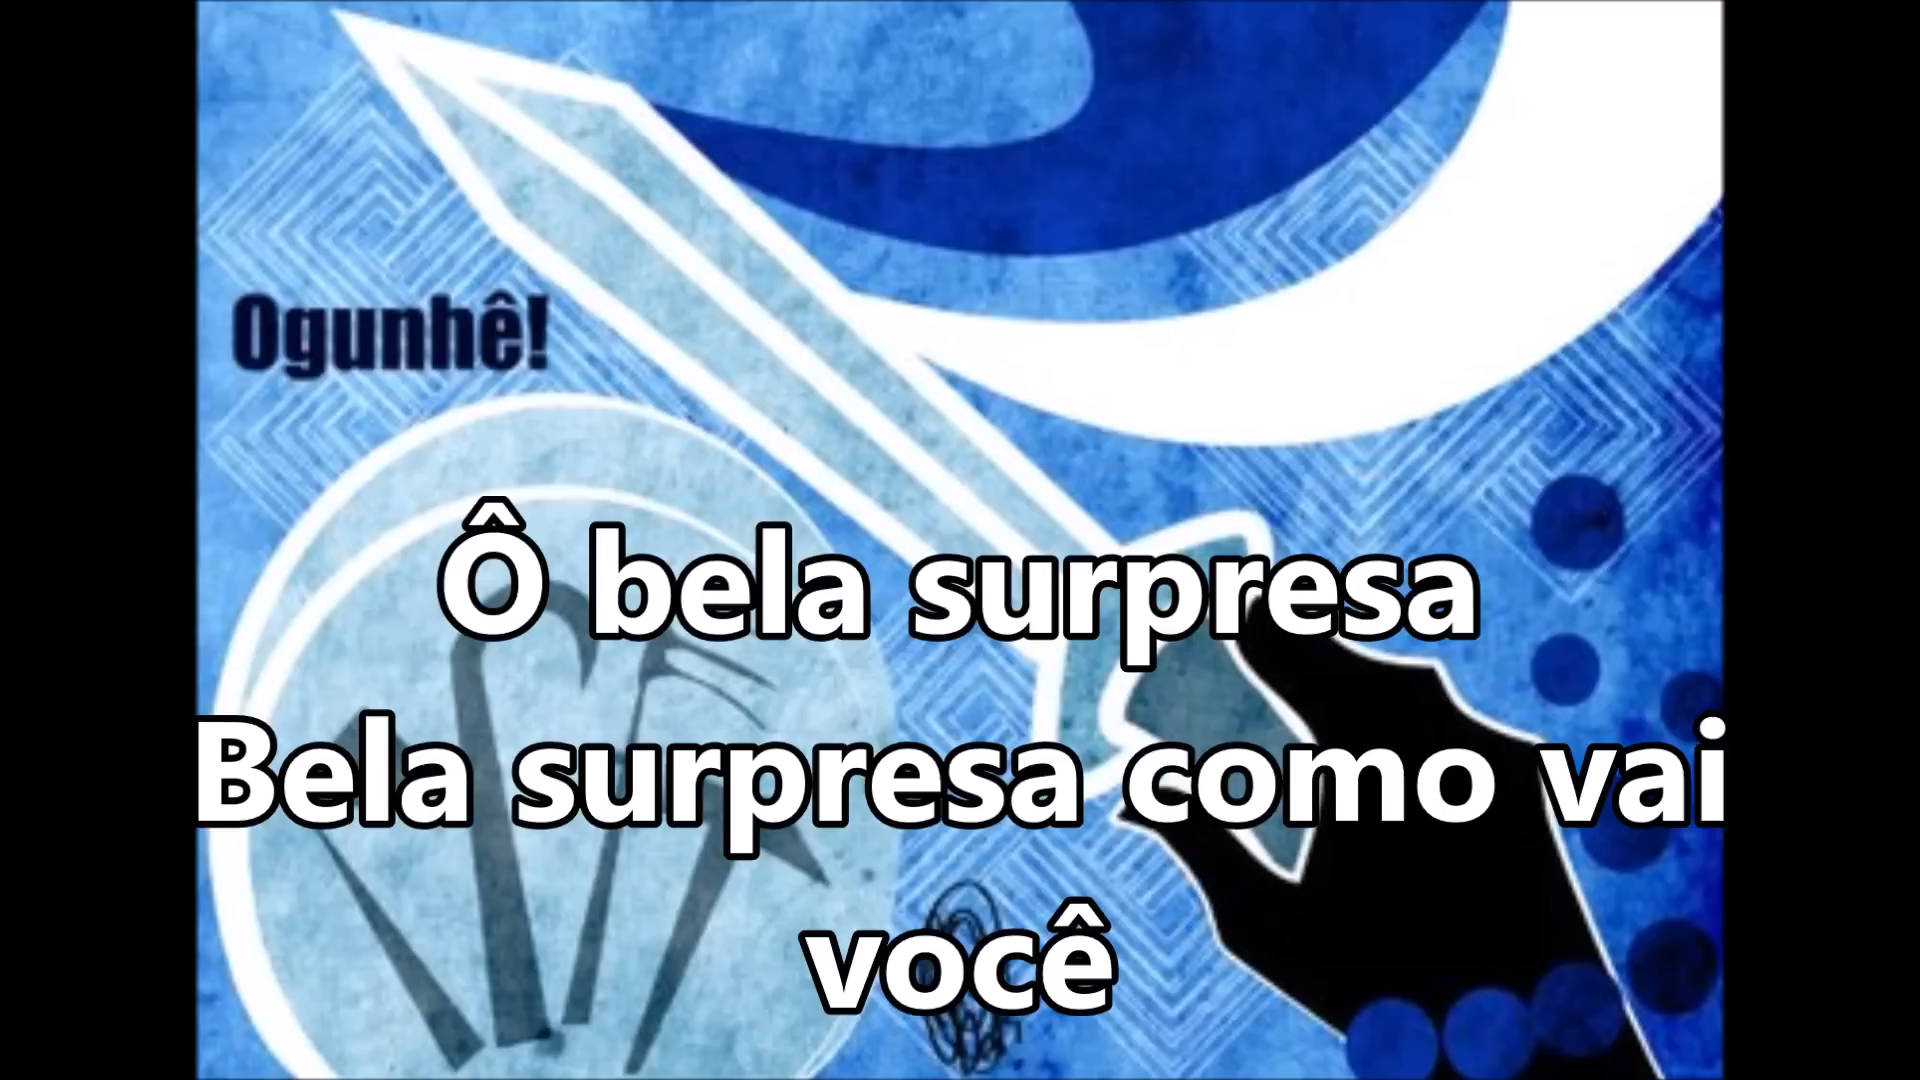 Ogunhê!
Ô bela surpresa
Bela surpresa como vai
você